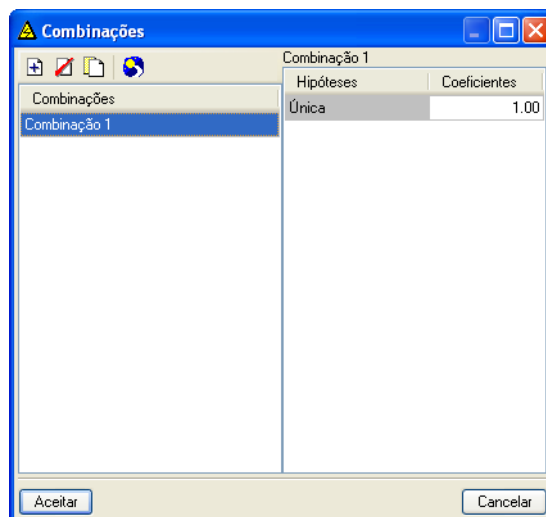 Combinações
Combinações
Combinação 1
Combinação 1
Hipóteses Coeficientes
Única 1.00
Aceitar Cancelar